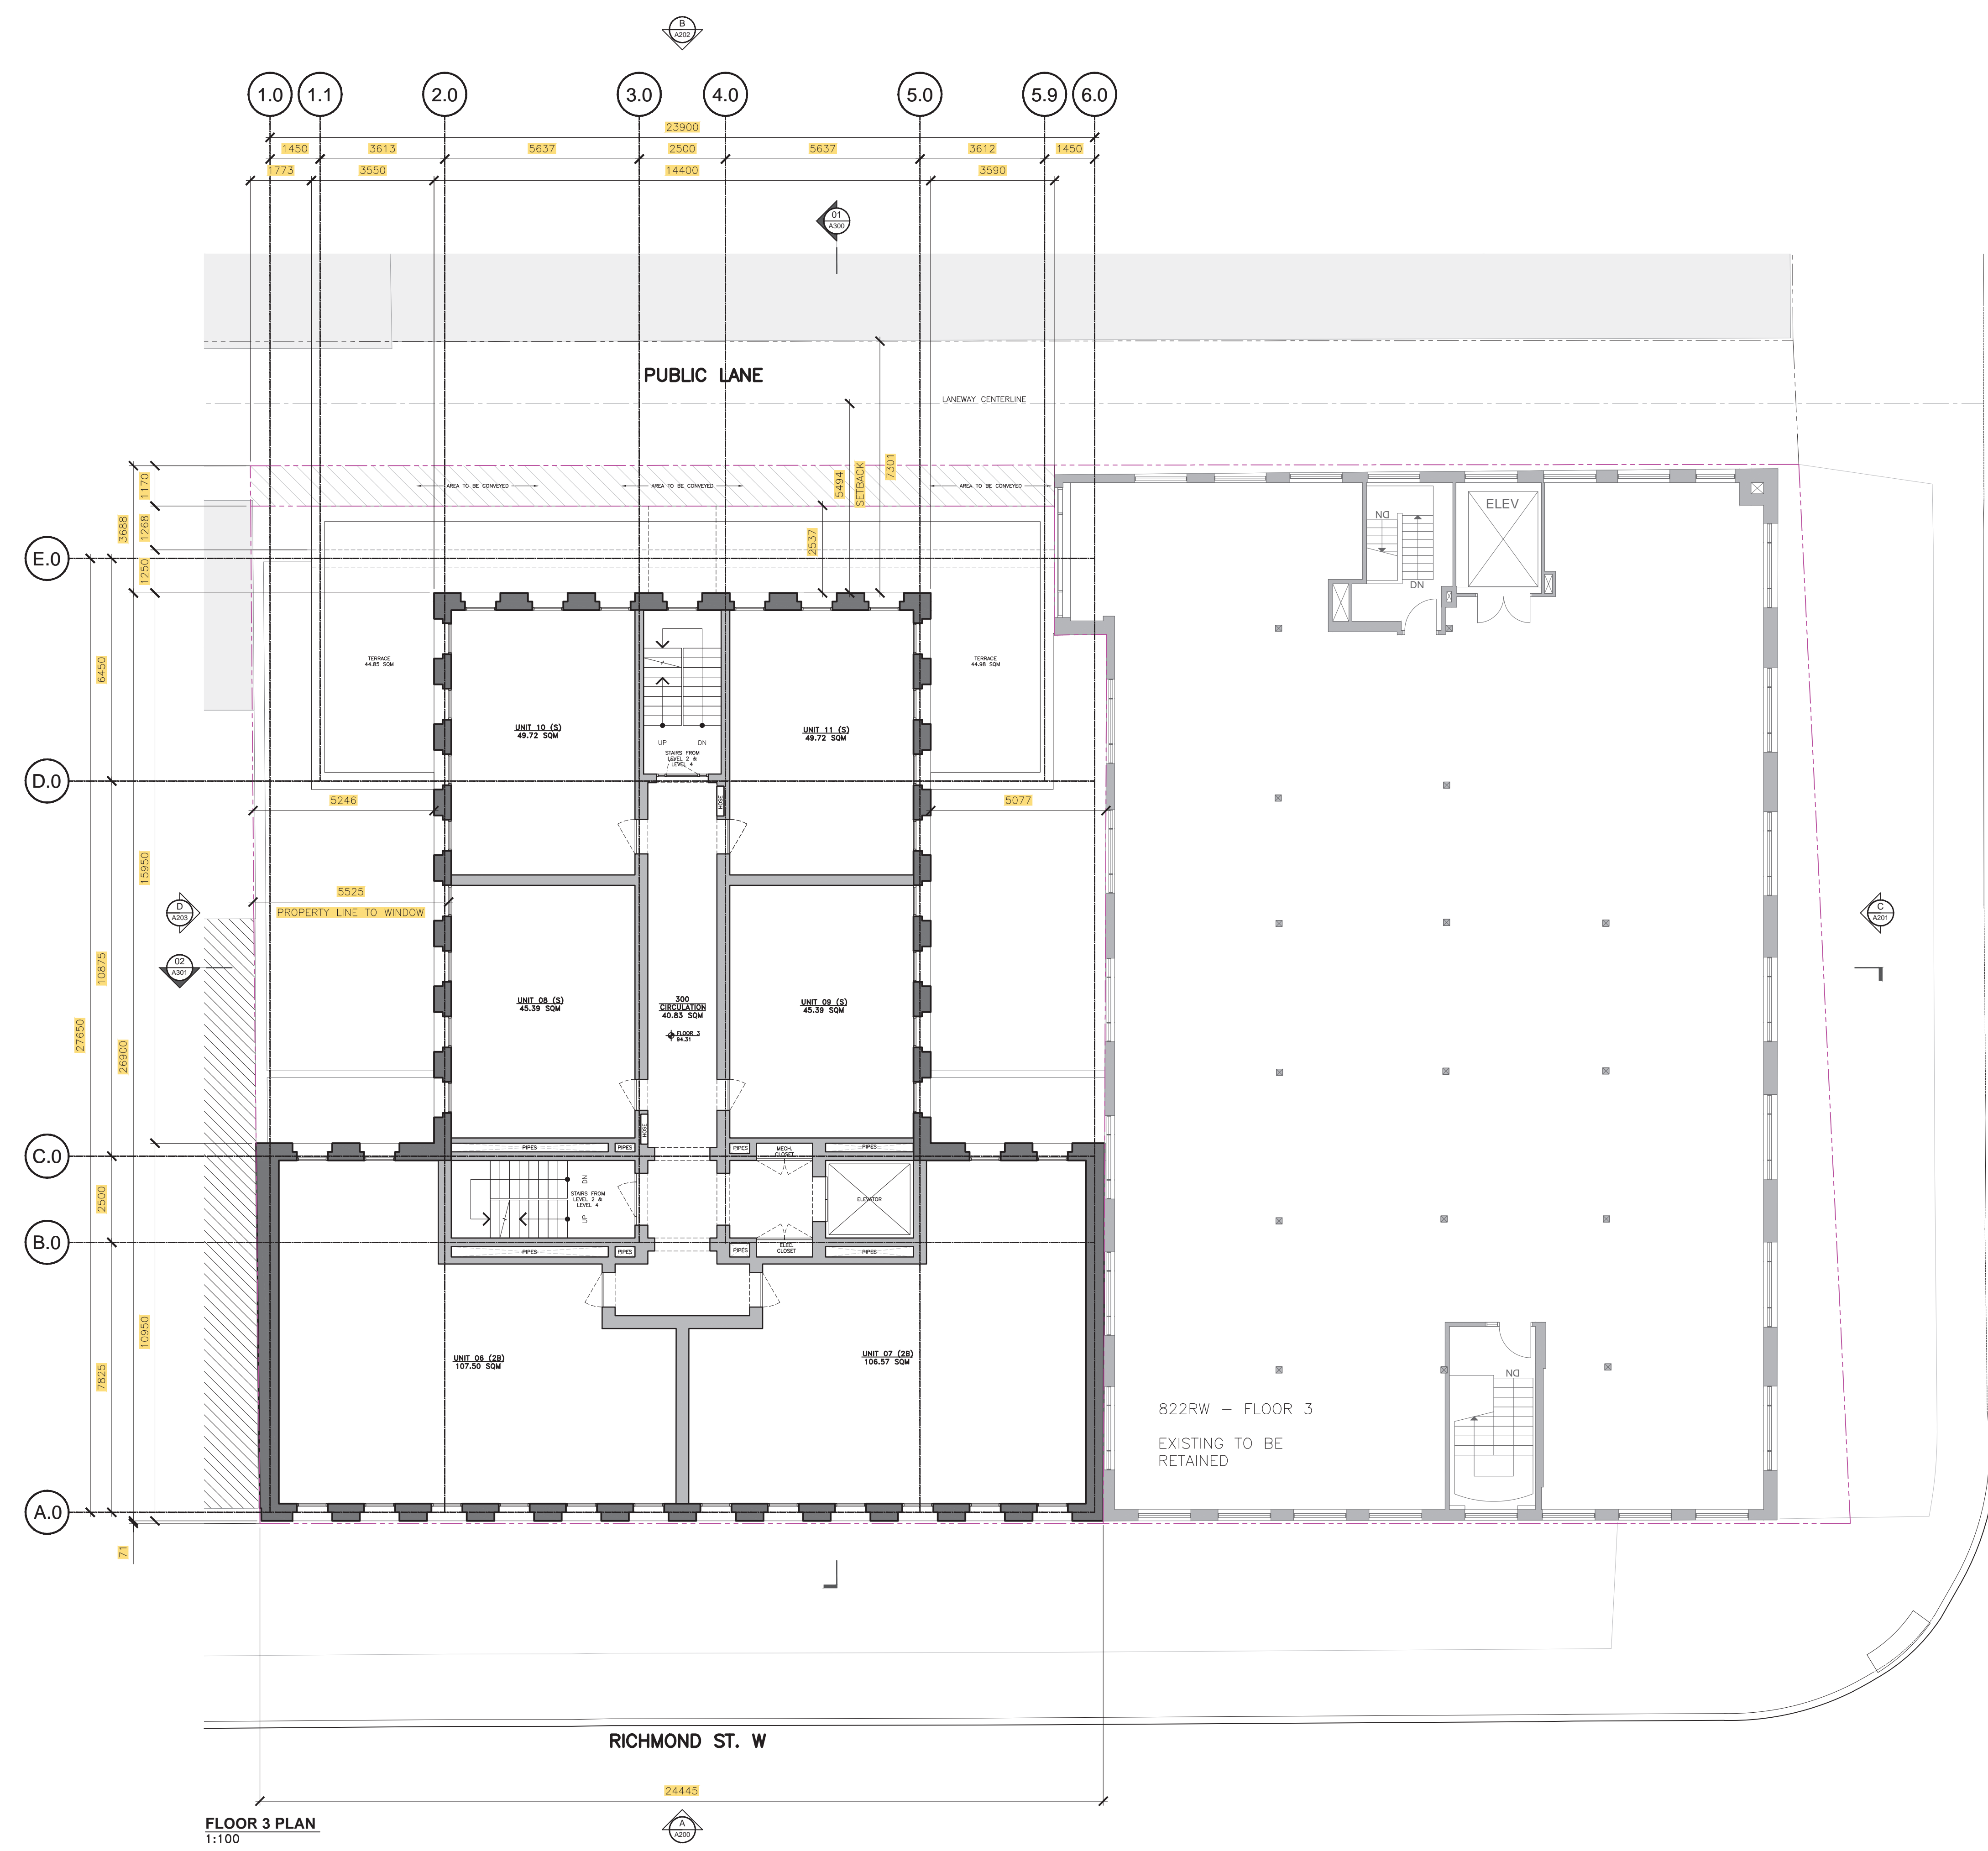 B
A202
1.0
1.1
2.0
3.0
4.0
5.0
5.9
6.0
23900
1450
3613
5637
2500
5637
3612
1450
1773
3550
14400
3590
01
A300
PUBLIC LANE
LANEWAY CENTERLINE
5494
SETBACK
7301
AREA TO BE CONVEYED
AREA TO BE CONVEYED
AREA TO BE CONVEYED
1170
3688
1268
1250
2537
E.0
ELEV
DN
DN
TERRACE
44.85 SQM
TERRACE
44.98 SQM
6450
UNIT 10 (S)
49.72 SQM
UNIT 11 (S)
49.72 SQM
UP
DN
STAIRS FROM
LEVEL 2 &
LEVEL 4
D.0
HOSE
5246
5077
15950
5525
PROPERTY LINE TO WINDOW
D
A203
C
A201
02
A301
10875
UNIT 08 (S)
45.39 SQM
300
CIRCULATION
40.83 SQM
UNIT 09 (S)
45.39 SQM
FLOOR 3
94.31
27650
26900
HOSE
C.0
PIPES
PIPES
PIPES
MECH.
CLOSET
PIPES
2500
DN
STAIRS FROM
LEVEL 2 &
LEVEL 4
UP
ELEVATOR
B.0
PIPES
PIPES
PIPES
ELEC.
CLOSET
PIPES
10950
7825
UNIT 06 (2B)
107.50 SQM
UNIT 07 (2B)
106.57 SQM
DN
822RW - FLOOR 3
EXISTING TO BE
RETAINED
A.0
71
RICHMOND ST. W
24445
FLOOR 3 PLAN
1:100
A
A200